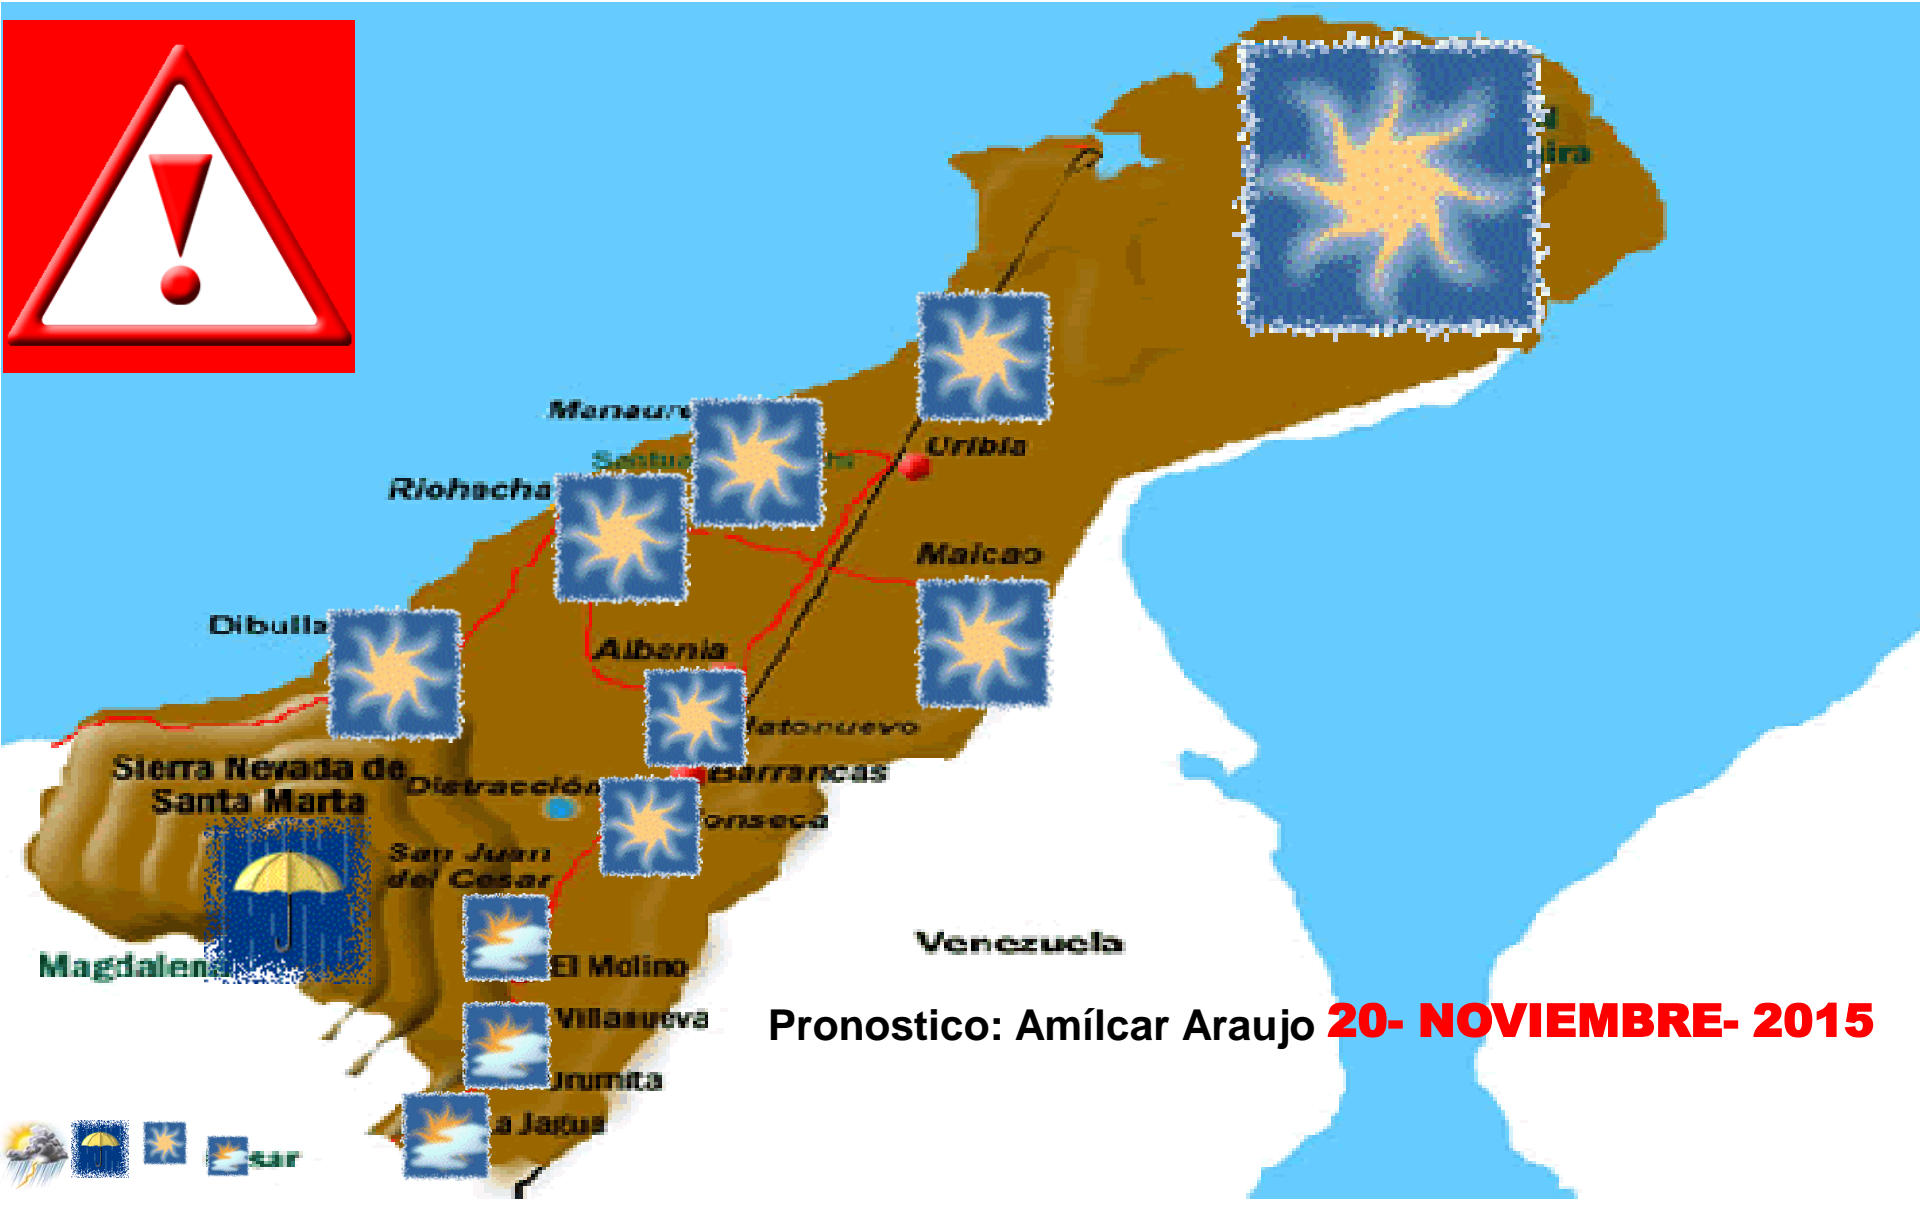 Manaure
Uribia
Riohacha
Maicao
Dibulla
Albania
Barrancas
Sierra Nevada de
Santa Marta
Distracción
San Juan
del Cesar
Venezuela
El Molino
Villanueva
Pronostico: Amílcar Araujo 20- NOVIEMBRE- 2015